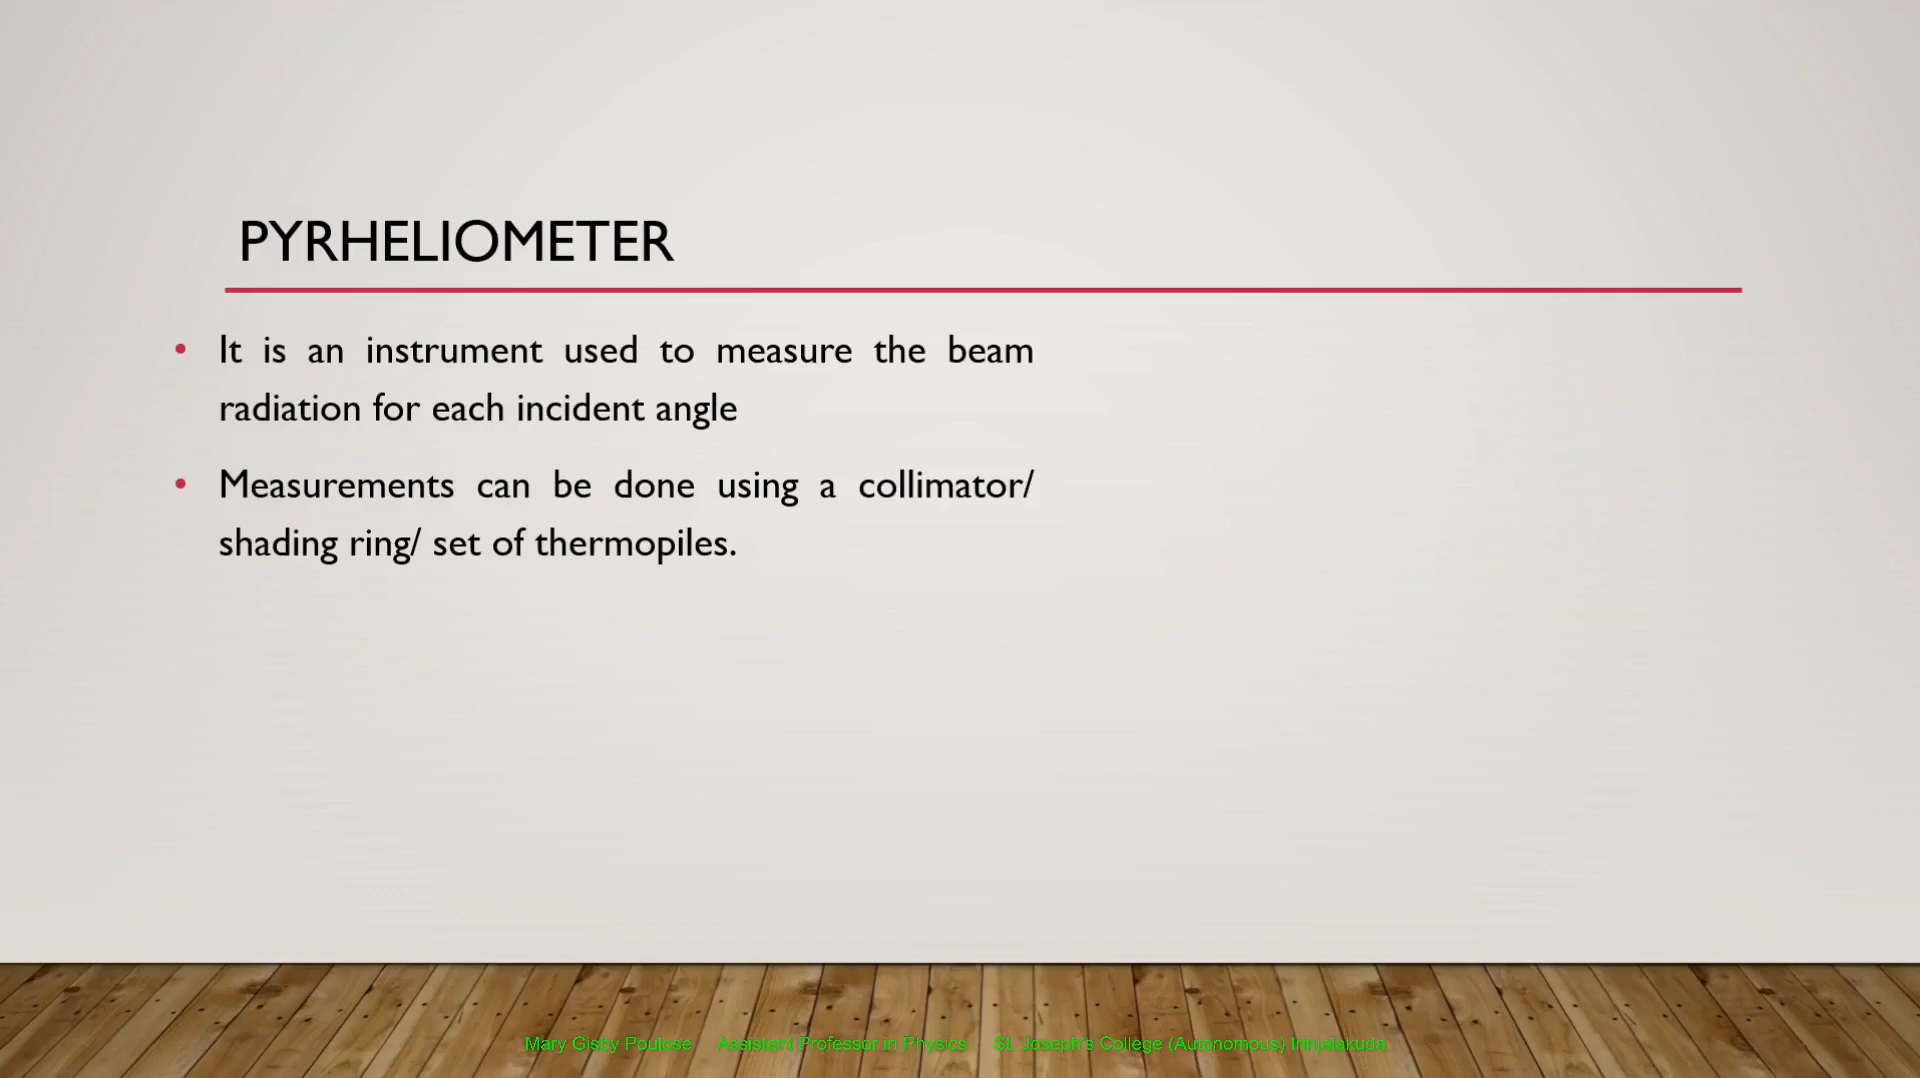 PYRHELIOMETER
• It is an instrument used to measure the beam
radiation for each incident angle
• Measurements can be done using a collimator/
shading ring/ set of thermopiles.
Mary Gisby Poulose Assistant Professor in Physics St. Joseph's College (Autonomous) Irinjalakuda